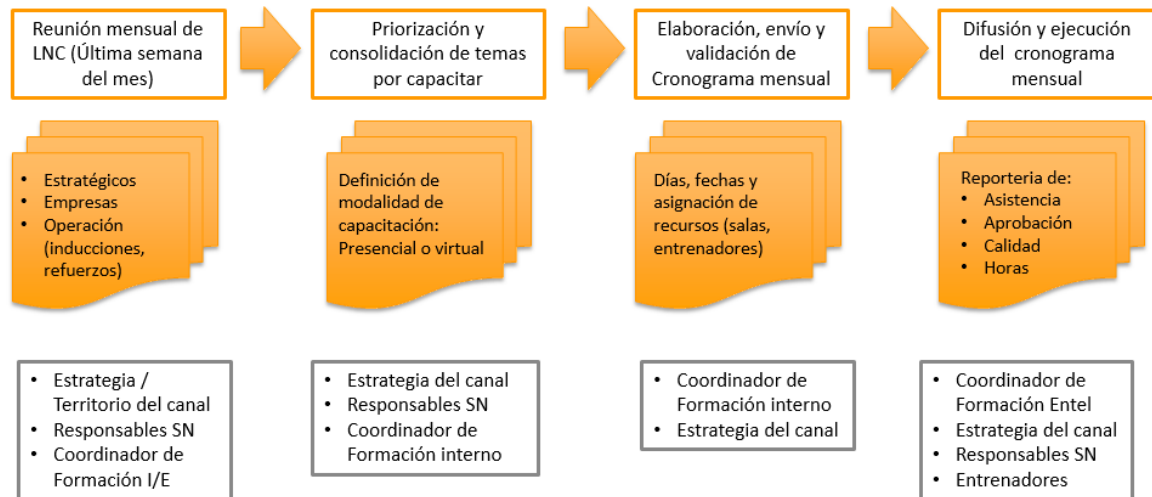 Reunión mensual de
LNC (Última semana
del mes)
Priorización y
consolidación de temas
por capacitar
Elaboración, envío y
validación de
Cronograma mensual
Difusión y ejecución
del cronograma
mensual
• Estratégicos
• Empresas
• Operación
(inducciones,
refuerzos)
Definición de
modalidad de
capacitación:
Presencial o virtual
Días, fechas y
asignación de
recursos (salas,
entrenadores)
Reporteria de:
• Asistencia
• Aprobación
• Calidad
• Horas
• Estrategia /
Territorio del canal
• Responsables SN
• Coordinador de
Formación I/E
• Estrategia del canal
• Responsables SN
• Coordinador de
Formación interno
• Coordinador de
Formación interno
• Estrategia del canal
• Coordinador de
Formación Entel
• Estrategia del canal
• Responsables SN
• Entrenadores